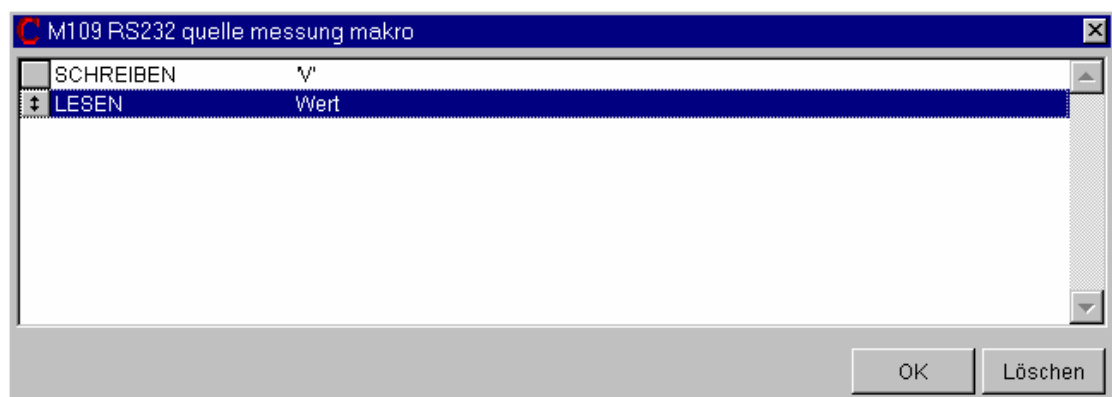 M109 RS232 quelle messung makro
SCHREIBEN 'V'
LESEN Wert
OK Löschen